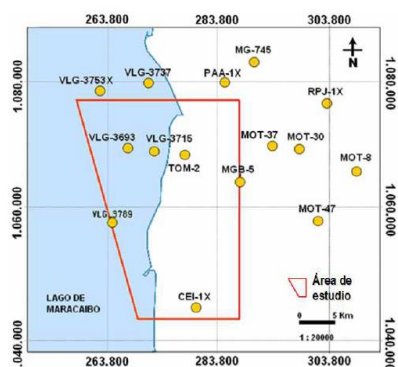 263.800 283.800 303.800
MG-745
N
VLG-3753X VLG-3737 PAA-1X
1.080.000 1.080.000
RPJ-1X
VLG-3693 VLG-3715 MOT-37 MOT-30
TOM-2 MGB-5 MOT-8
1.060.000 1.060.000
VLG-3789 MOT-47
Área de
estudio
LAGO DE
MARACAIBO
CEI-1X
0 5 Km
1 : 20000
1.040.000 1.040.000
263.800 283.800 303.800